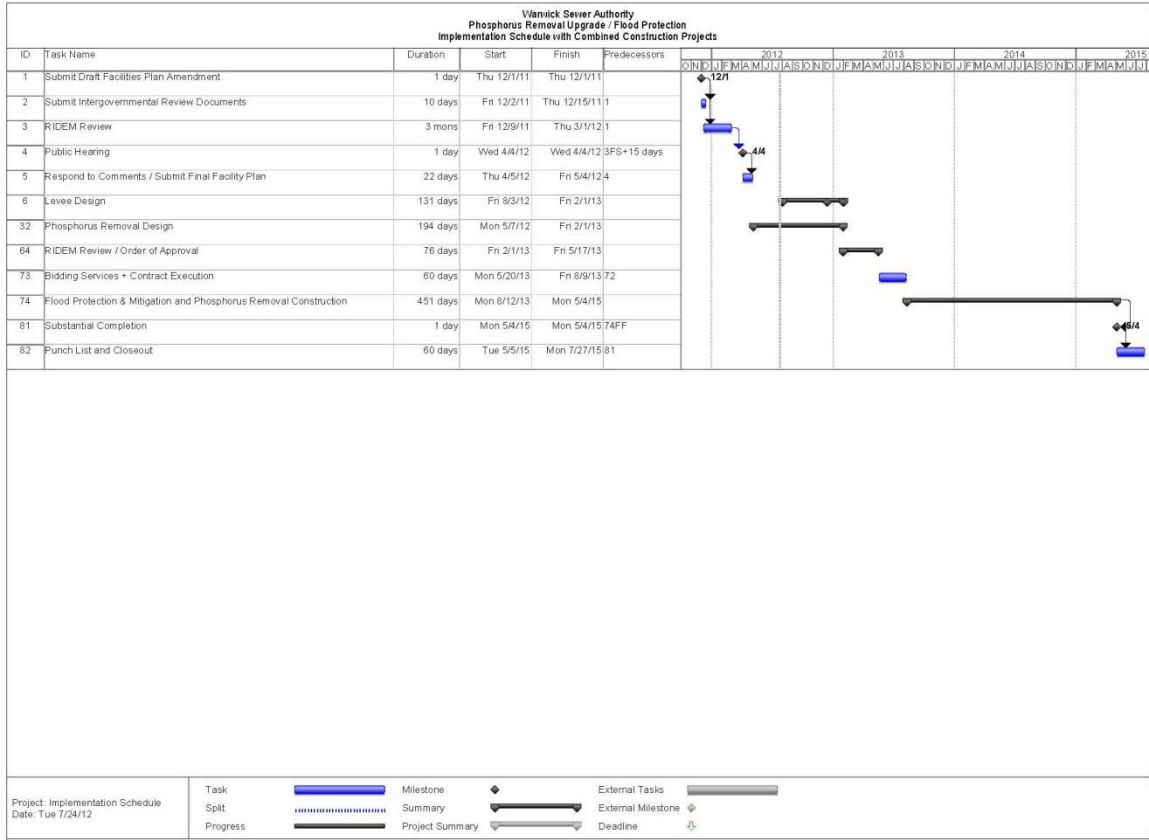 Warwick Sewer Authority
Phosphorus Removal Upgrade / Flood Protection
Implementation Schedule with Combined Construction Projects
ID Task Name Duration Start Finish Predecessors 2012 2013 2014 2015
O N D J F M A M J J A S O N D J F M A M J J A S O N D J F M A M J J A S O N D J F M A M J J
1 Submit Draft Facilities Plan Amendment 1 day Thu 12/1/11 Thu 12/1/11 12/1
2 Submit Intergovernmental Review Documents 10 days Fri 12/2/11 Thu 12/15/11 1
3 RIDEM Review 3 mons Fri 12/9/11 Thu 3/1/12 1
4 Public Hearing 1 day Wed 4/4/12 Wed 4/4/12 3FS+15 days 4/4
5 Respond to Comments / Submit Final Facility Plan 22 days Thu 4/5/12 Fri 5/4/12 4
6 Levee Design 131 days Fri 8/3/12 Fri 2/1/13
32 Phosphorus Removal Design 194 days Mon 5/7/12 Fri 2/1/13
64 RIDEM Review / Order of Approval 76 days Fri 2/1/13 Fri 5/17/13
73 Bidding Services + Contract Execution 60 days Mon 5/20/13 Fri 8/9/13 72
74 Flood Protection & Mitigation and Phosphorus Removal Construction 451 days Mon 8/12/13 Mon 5/4/15
81 Substantial Completion 1 day Mon 5/4/15 Mon 5/4/15 74FF 5/4
82 Punch List and Closeout 60 days Tue 5/5/15 Mon 7/27/15 81
Project: Implementation Schedule
Date: Tue 7/24/12
Task Milestone External Tasks
Split Summary External Milestone
Progress Project Summary Deadline